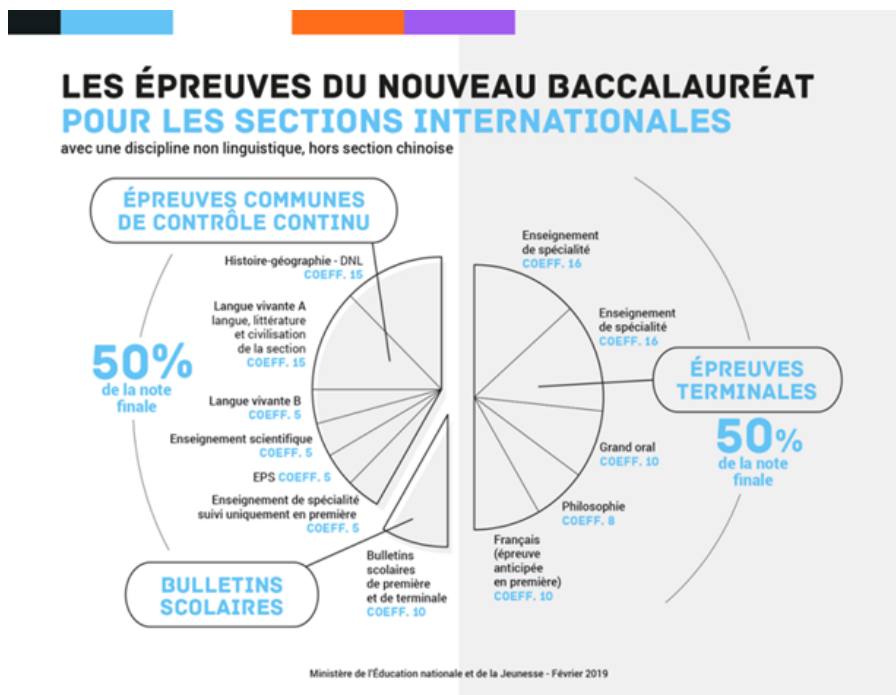 LES ÉPREUVES DU NOUVEAU BACCALAURÉAT
POUR LES SECTIONS INTERNATIONALES
avec une discipline non linguistique, hors section chinoise
ÉPREUVES COMMUNES
DE CONTRÔLE CONTINU
Histoire-géographie - DNL
COEFF. 15
Langue vivante A
langue, littérature
et civilisation
de la section
COEFF. 15
50%
de la note
finale
Langue vivante B
COEFF. 5
Enseignement scientifique
COEFF. 5
EPS COEFF. 5
Enseignement de spécialité
suivi uniquement en première
COEFF. 5
BULLETINS
SCOLAIRES
Bulletins
scolaires
de première
et de terminale
COEFF. 10
Enseignement
de spécialité
COEFF. 16
Enseignement
de spécialité
COEFF. 16
ÉPREUVES
TERMINALES
50%
de la note
finale
Grand oral
COEFF. 10
Philosophie
COEFF. 8
Français
(épreuve
anticipée
en première)
COEFF. 10
Ministère de l'Éducation nationale et de la Jeunesse - Février 2019